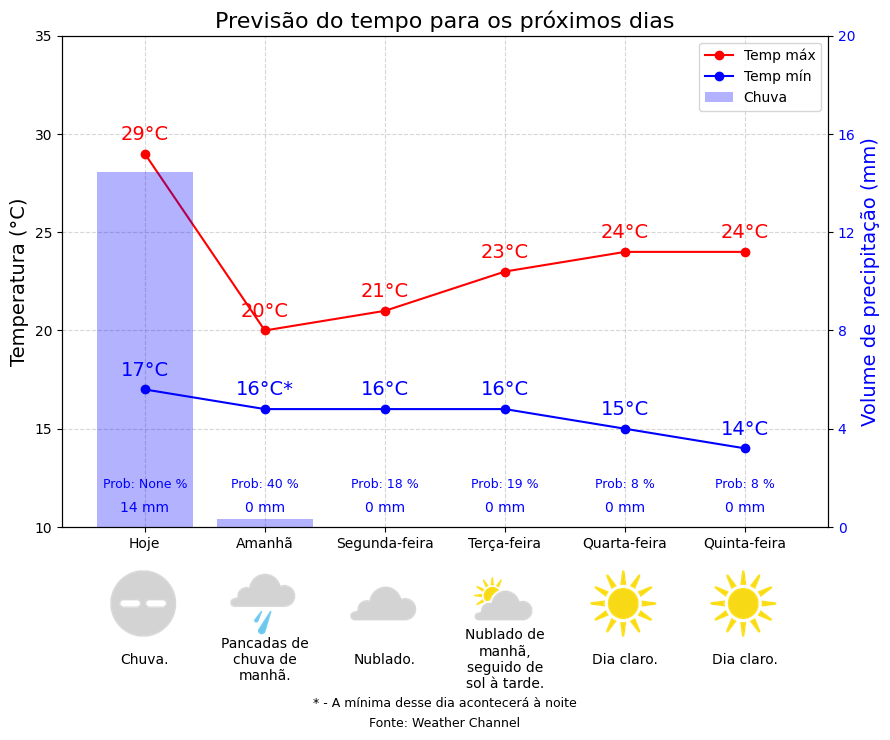 Previsão do tempo para os próximos dias
35
30
25
20
15
10
Temperatura (°C)
20
16
12
8
4
0
Volume de precipitação (mm)
Temp máx
Temp mín
Chuva
29°C
20°C
21°C
23°C
24°C
24°C
17°C
16°C*
16°C
16°C
15°C
14°C
Prob: None %
Prob: 40 %
Prob: 18 %
Prob: 19 %
Prob: 8 %
Prob: 8 %
14 mm
0 mm
0 mm
0 mm
0 mm
0 mm
Hoje
Amanhã
Segunda-feira
Terça-feira
Quarta-feira
Quinta-feira
Chuva.
Pancadas de
chuva de
manhã.
Nublado.
Nublado de
manhã,
seguido de
sol à tarde.
Dia claro.
Dia claro.
* - A mínima desse dia acontecerá à noite
Fonte: Weather Channel